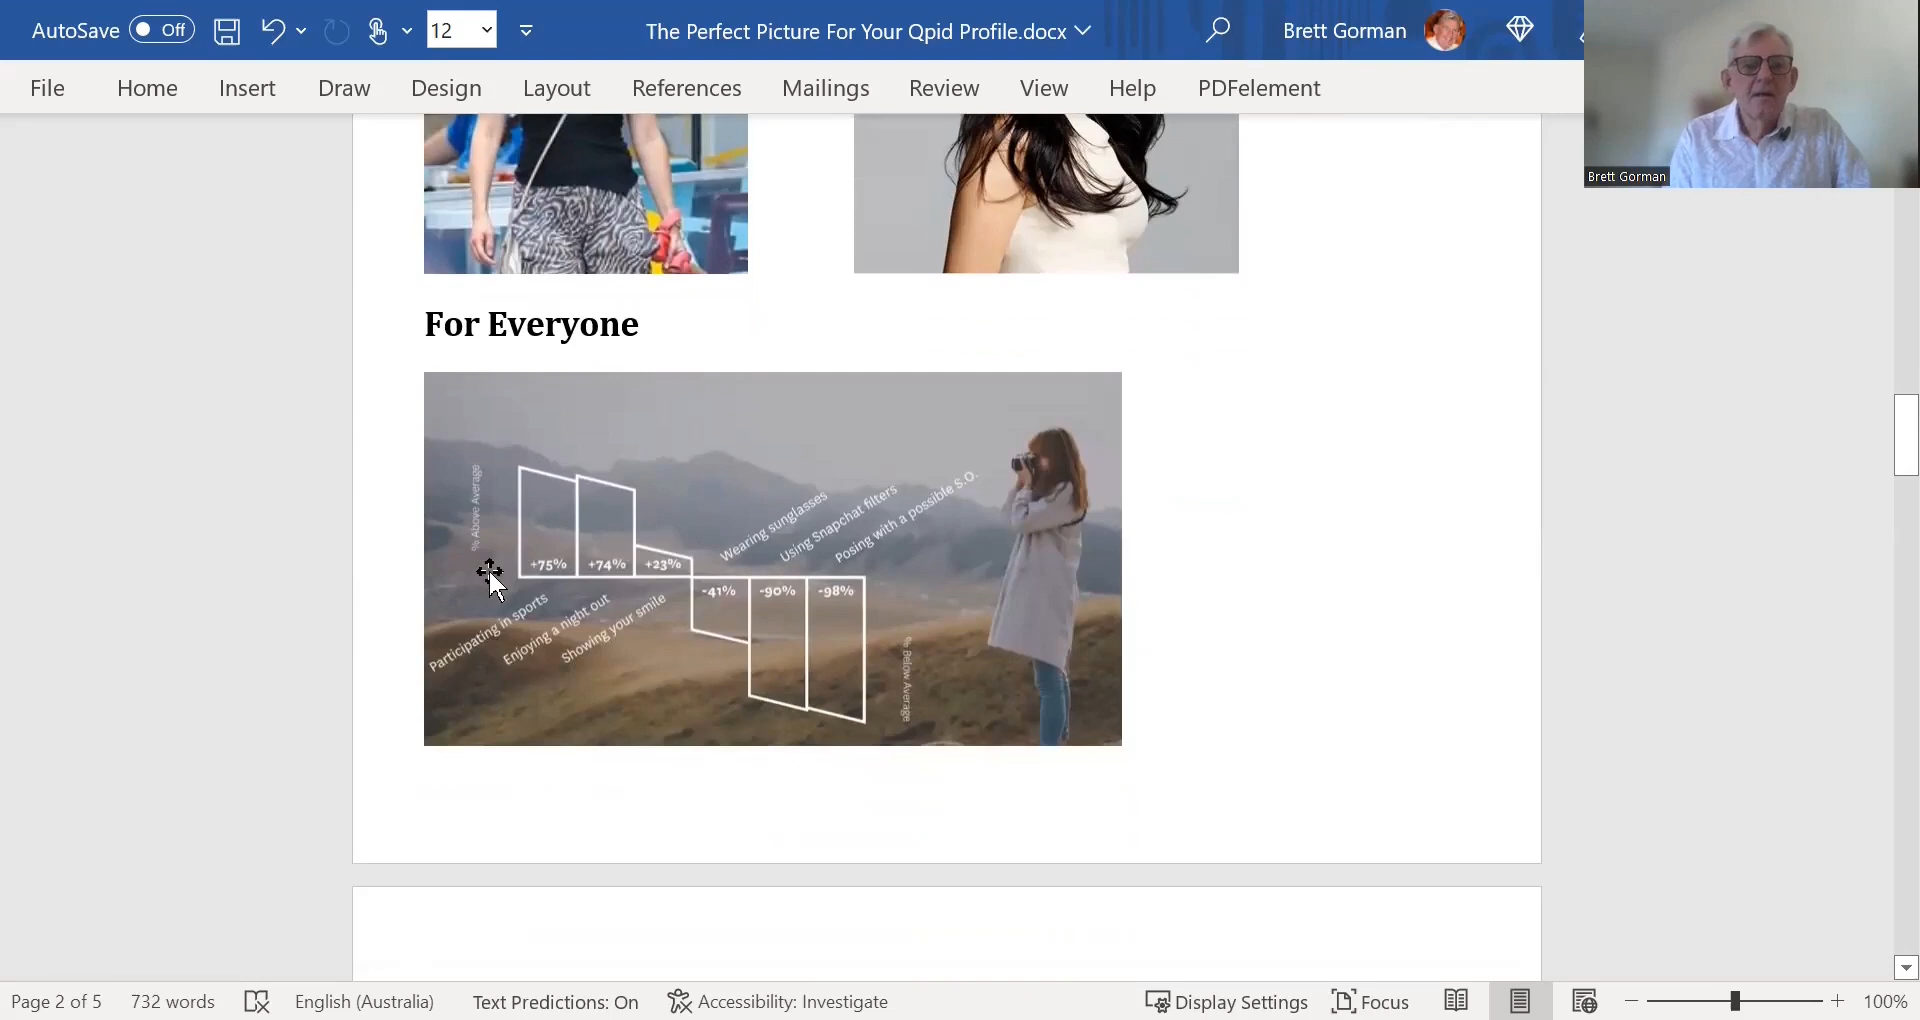 AutoSave Off 12 The Perfect Picture For Your Qpid Profile.docx Brett Gorman
File Home Insert Draw Design Layout References Mailings Review View Help PDFelement
Brett Gorman
For Everyone
% Above Average
Wearing sunglasses
Using Snapchat filters
Posing with a possible S.O.
+75% +74% +23%
-41% -90% -98%
Participating in sports
Enjoying a night out
Showing your smile
% Below Average
Page 2 of 5 732 words English (Australia) Text Predictions: On Accessibility: Investigate Display Settings Focus 100%